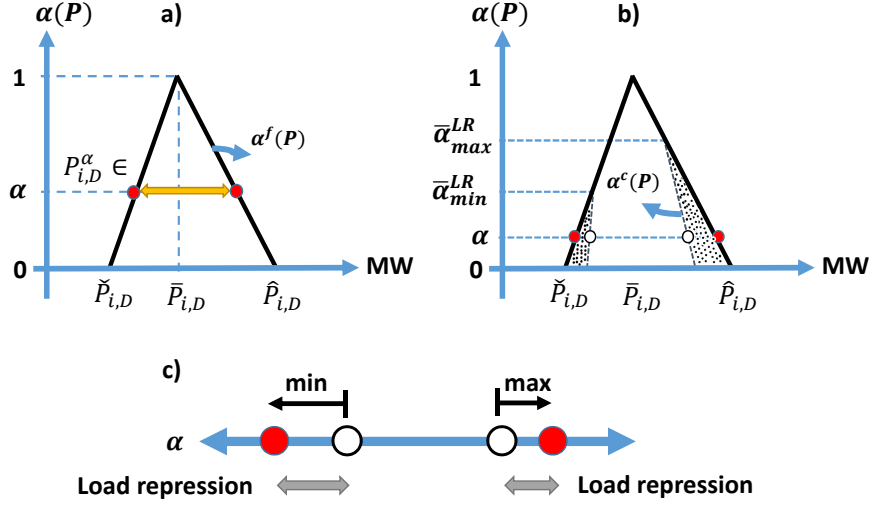 α(P)
a)
1
α^f(P)
P^α_{i,D} ∈
α
0
MW
P̌_{i,D}
P̄_{i,D}
P̂_{i,D}
α(P)
b)
1
ᾱ^{LR}_{max}
ᾱ^{LR}_{min}
α^c(P)
α
0
MW
P̌_{i,D}
P̄_{i,D}
P̂_{i,D}
c)
min
max
α
Load repression
Load repression